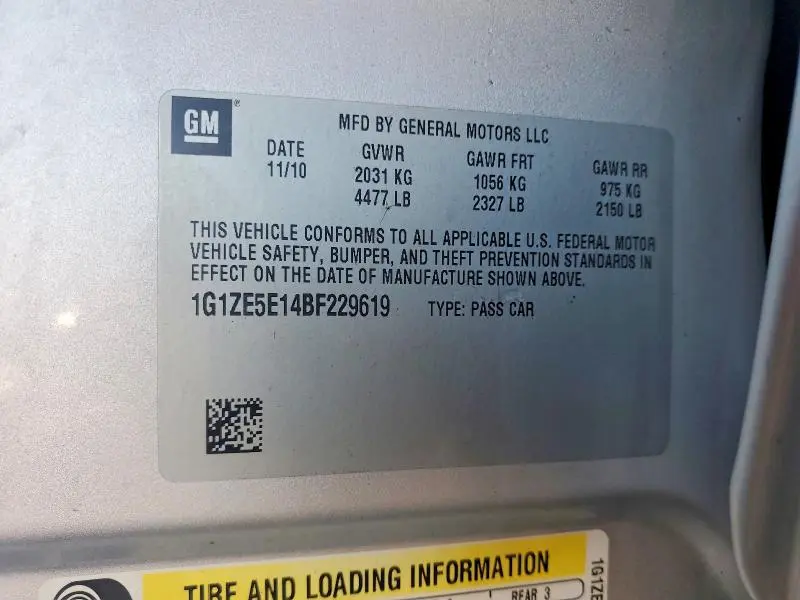 GM®
MFD BY GENERAL MOTORS LLC
DATE GVWR GAWR FRT GAWR RR
11/10 2031 KG 1056 KG 975 KG
4477 LB 2327 LB 2150 LB
THIS VEHICLE CONFORMS TO ALL APPLICABLE U.S. FEDERAL MOTOR
VEHICLE SAFETY, BUMPER, AND THEFT PREVENTION STANDARDS IN
EFFECT ON THE DATE OF MANUFACTURE SHOWN ABOVE.
1G1ZE5E14BF229619 TYPE: PASS CAR
TIRE AND LOADING INFORMATION
REAR 3
1G1ZE